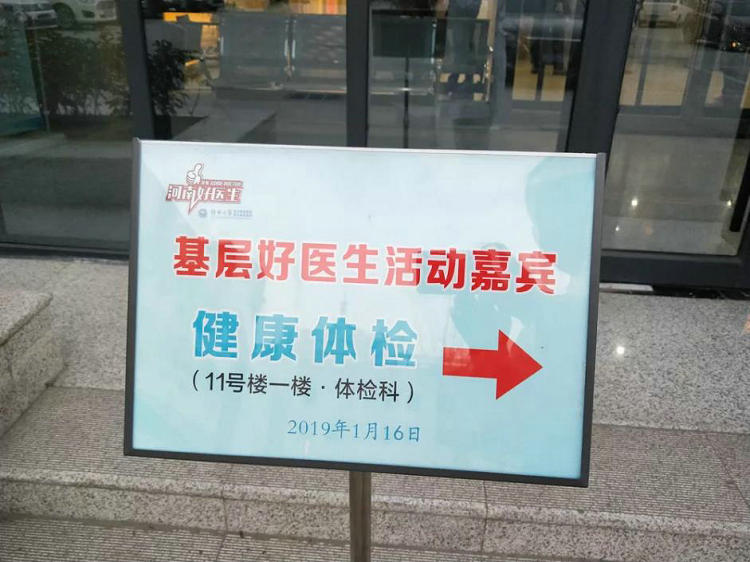 河南好医生
基层好医生活动嘉宾
健康体检
(11号楼一楼·体检科)
2019年1月16日